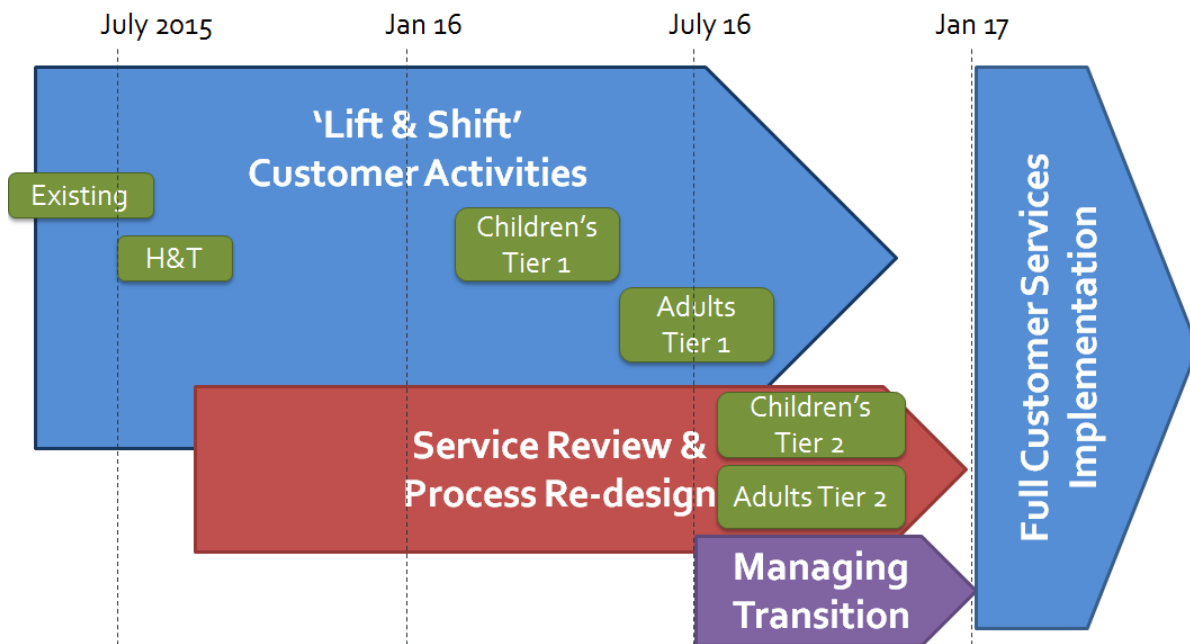 July 2015
Jan 16
July 16
Jan 17
‘Lift & Shift’
Customer Activities
Existing
H&T
Children’s
Tier 1
Adults
Tier 1
Service Review &
Process Re-design
Children’s
Tier 2
Adults Tier 2
Managing
Transition
Full Customer Services
Implementation